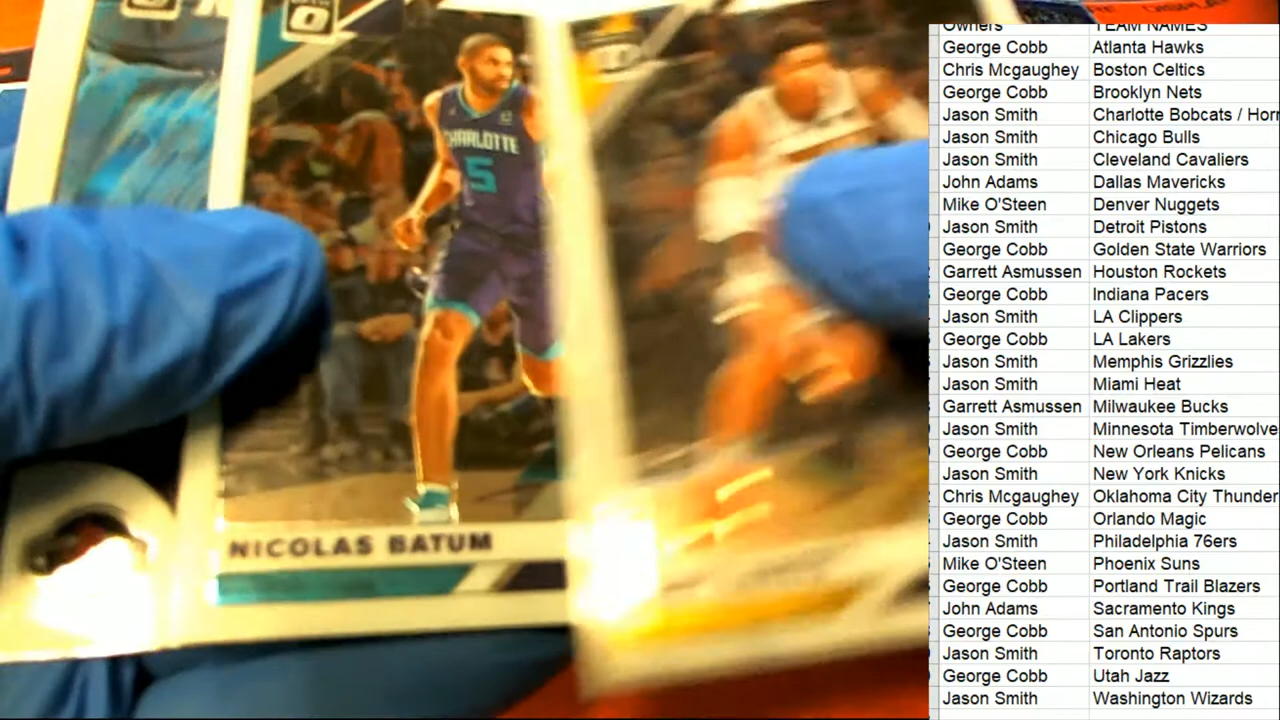 CHARLOTTE
5
NICOLAS BATUM
Owners TEAM NAMES
George Cobb Atlanta Hawks
Chris Mcgaughey Boston Celtics
George Cobb Brooklyn Nets
Jason Smith Charlotte Bobcats / Horr
Jason Smith Chicago Bulls
Jason Smith Cleveland Cavaliers
John Adams Dallas Mavericks
Mike O'Steen Denver Nuggets
Jason Smith Detroit Pistons
George Cobb Golden State Warriors
Garrett Asmussen Houston Rockets
George Cobb Indiana Pacers
Jason Smith LA Clippers
George Cobb LA Lakers
Jason Smith Memphis Grizzlies
Jason Smith Miami Heat
Garrett Asmussen Milwaukee Bucks
Jason Smith Minnesota Timberwolve
George Cobb New Orleans Pelicans
Jason Smith New York Knicks
Chris Mcgaughey Oklahoma City Thunder
George Cobb Orlando Magic
Jason Smith Philadelphia 76ers
Mike O'Steen Phoenix Suns
George Cobb Portland Trail Blazers
John Adams Sacramento Kings
George Cobb San Antonio Spurs
Jason Smith Toronto Raptors
George Cobb Utah Jazz
Jason Smith Washington Wizards